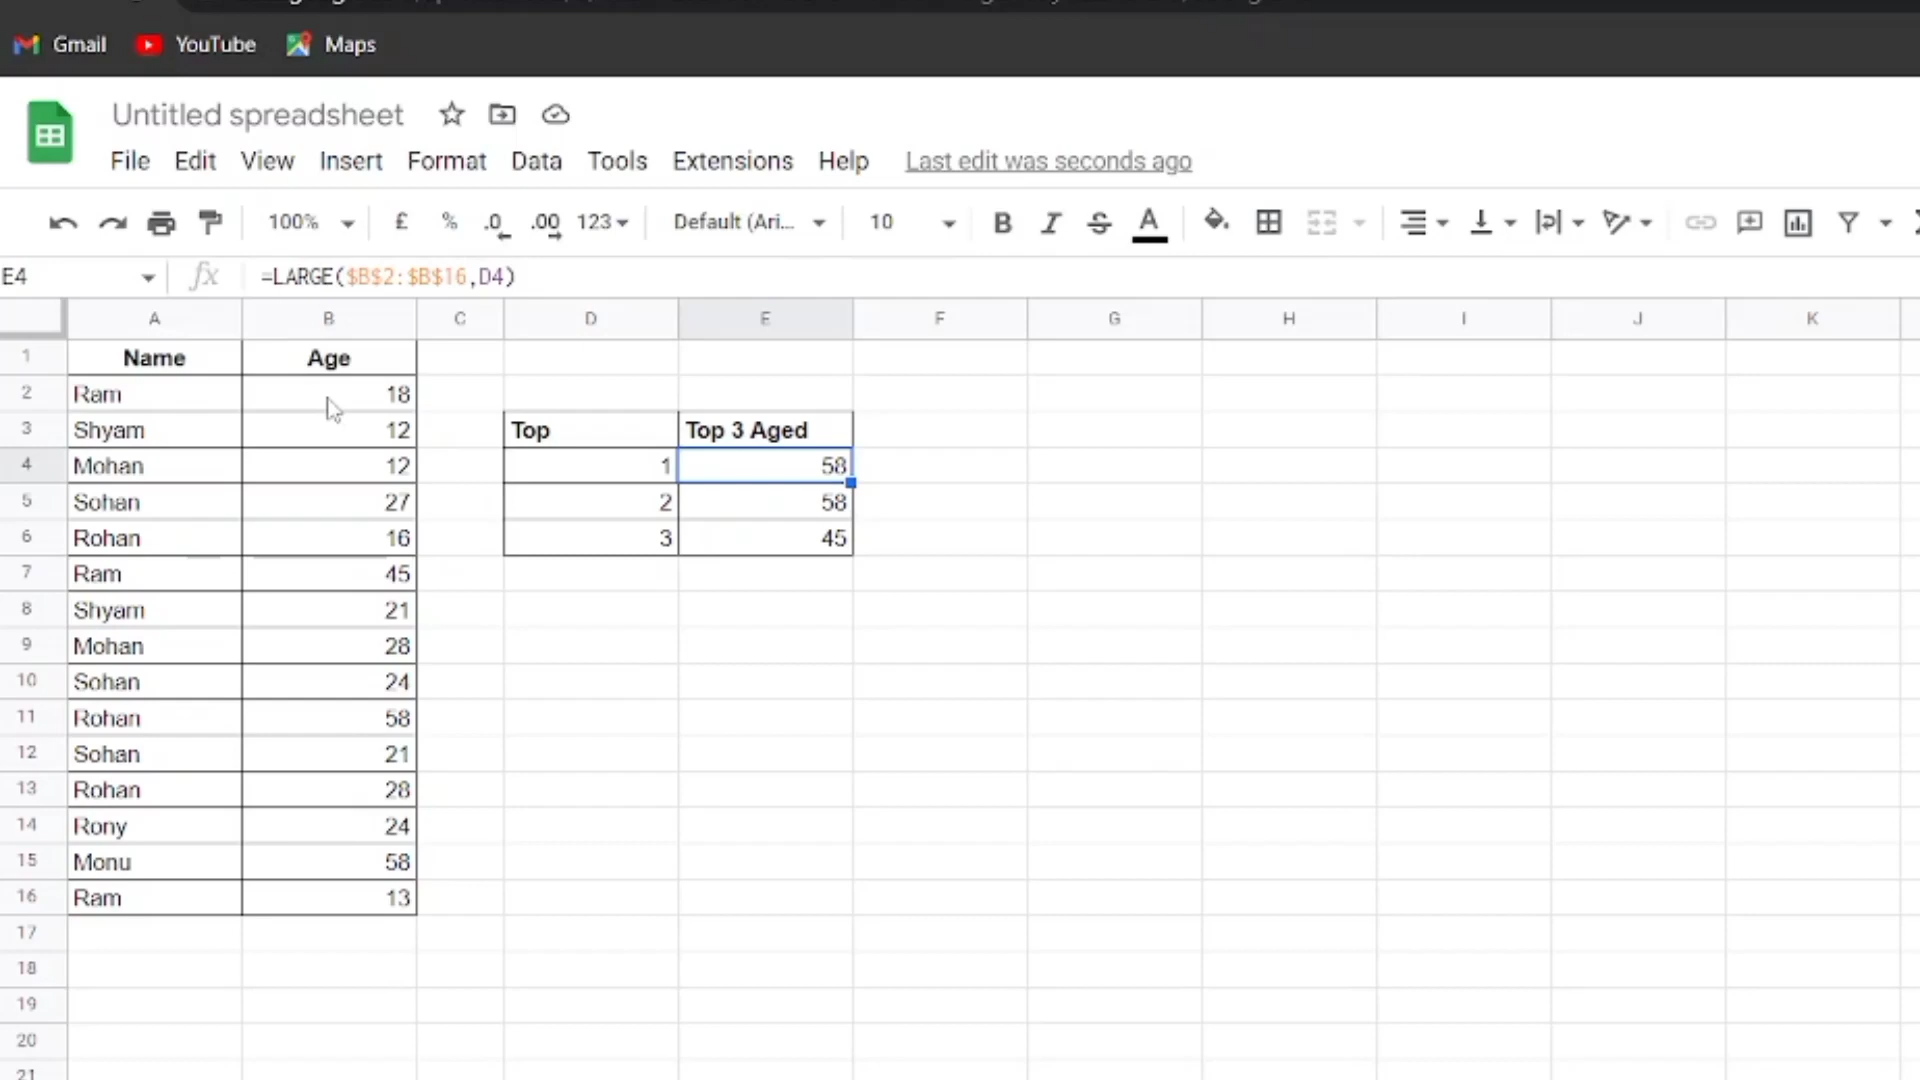 Gmail YouTube Maps
Untitled spreadsheet
File Edit View Insert Format Data Tools Extensions Help Last edit was seconds ago
100% £ % .0 .00 123 Default (Ari... 10 B I S A
E4 fx =LARGE($B$2:$B$16,D4)
A B C D E F G H I J K
1 Name Age
2 Ram 18
3 Shyam 12 Top Top 3 Aged
4 Mohan 12 1 58
5 Sohan 27 2 58
6 Rohan 16 3 45
7 Ram 45
8 Shyam 21
9 Mohan 28
10 Sohan 24
11 Rohan 58
12 Sohan 21
13 Rohan 28
14 Rony 24
15 Monu 58
16 Ram 13
17
18
19
20
21